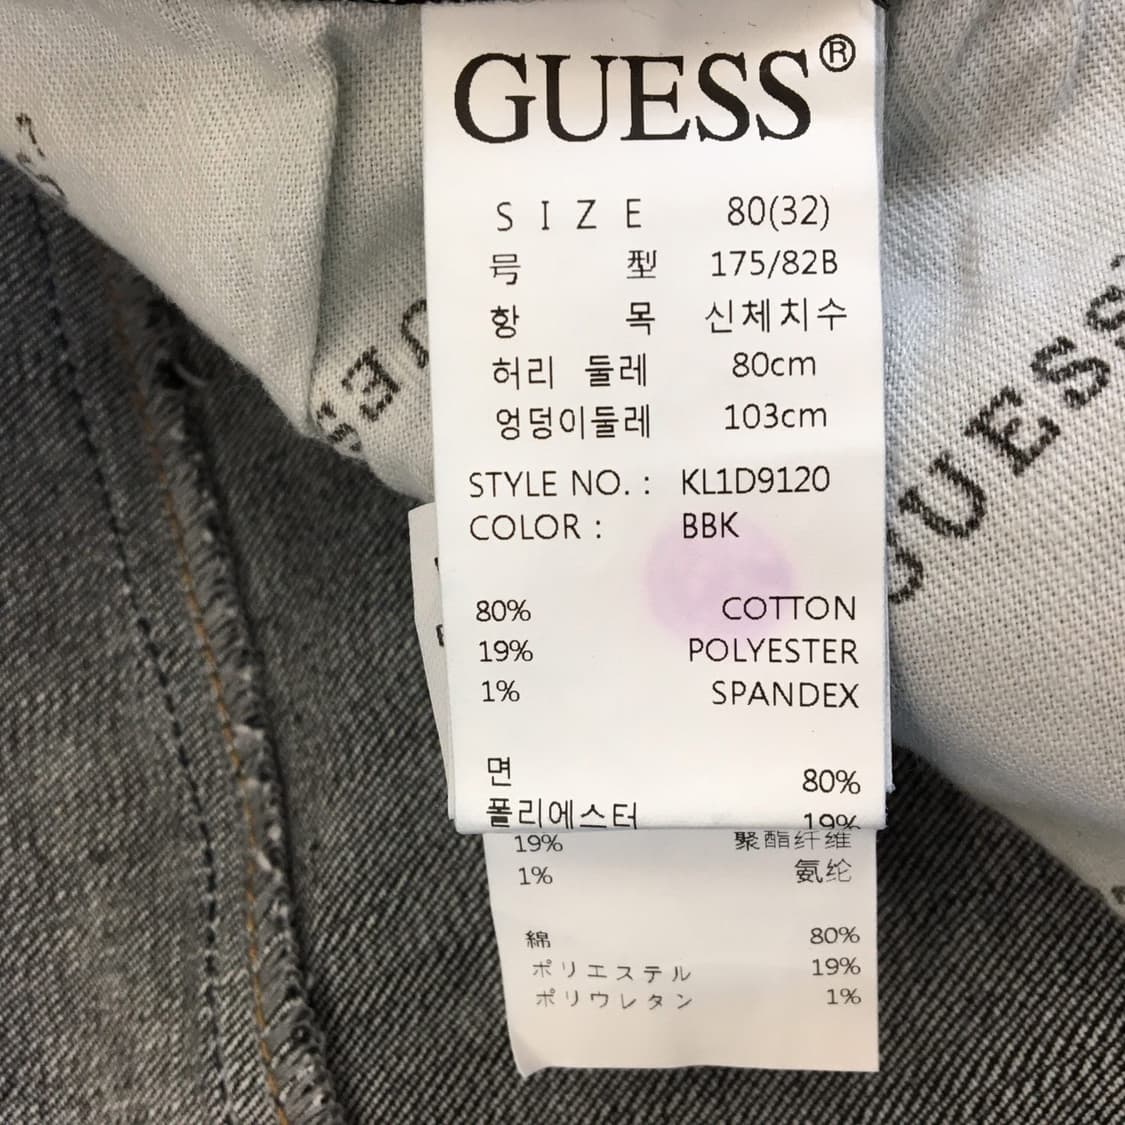 GUESS®
SIZE 80(32)
号 型 175/82B
항 목 신체치수
허리 둘레 80cm
엉덩이둘레 103cm
STYLE NO. : KL1D9120
COLOR : BBK
80% COTTON
19% POLYESTER
1% SPANDEX
면 80%
폴리에스터 19%
19% 聚酯纤维
1% 氨纶
綿 80%
ポリエステル 19%
ポリウレタン 1%
GUESS